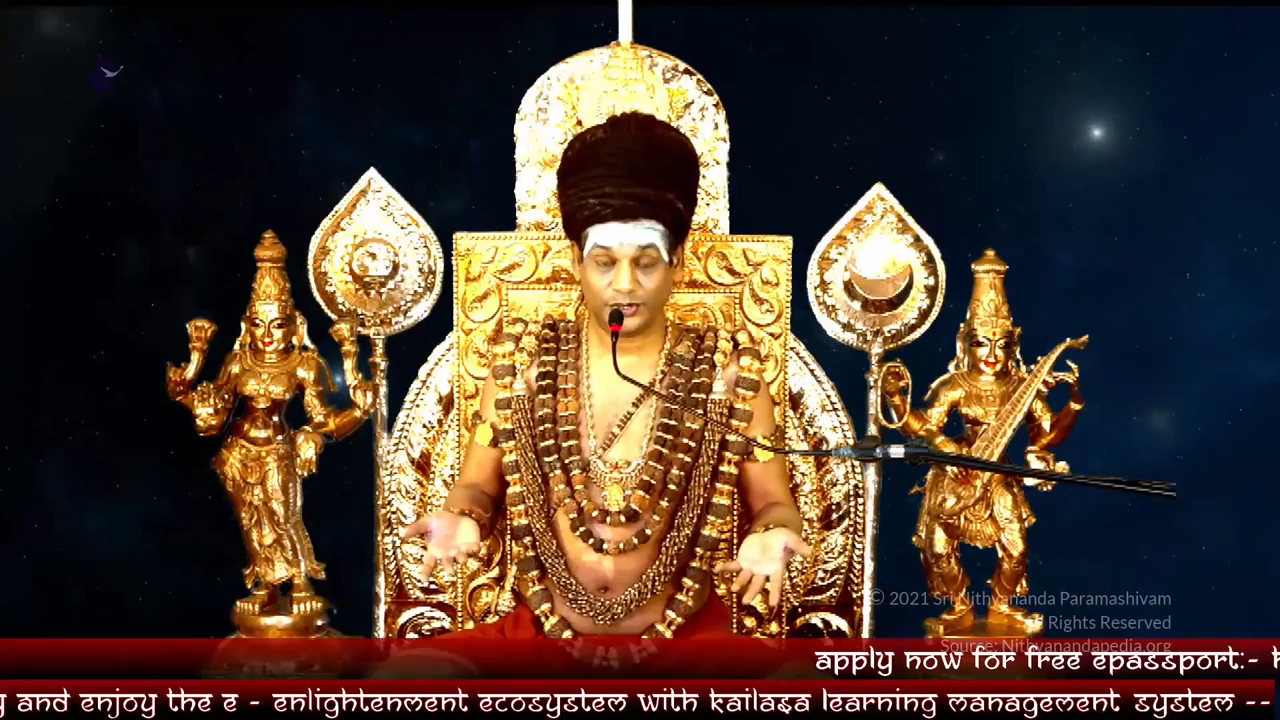 © 2021 Sri Nithyananda Paramashivam
Rights Reserved
Source: Nithyanandapedia.org
apply now for free epassport:-
and enjoy the e - enlightenment ecosystem with kailasa learning management system --